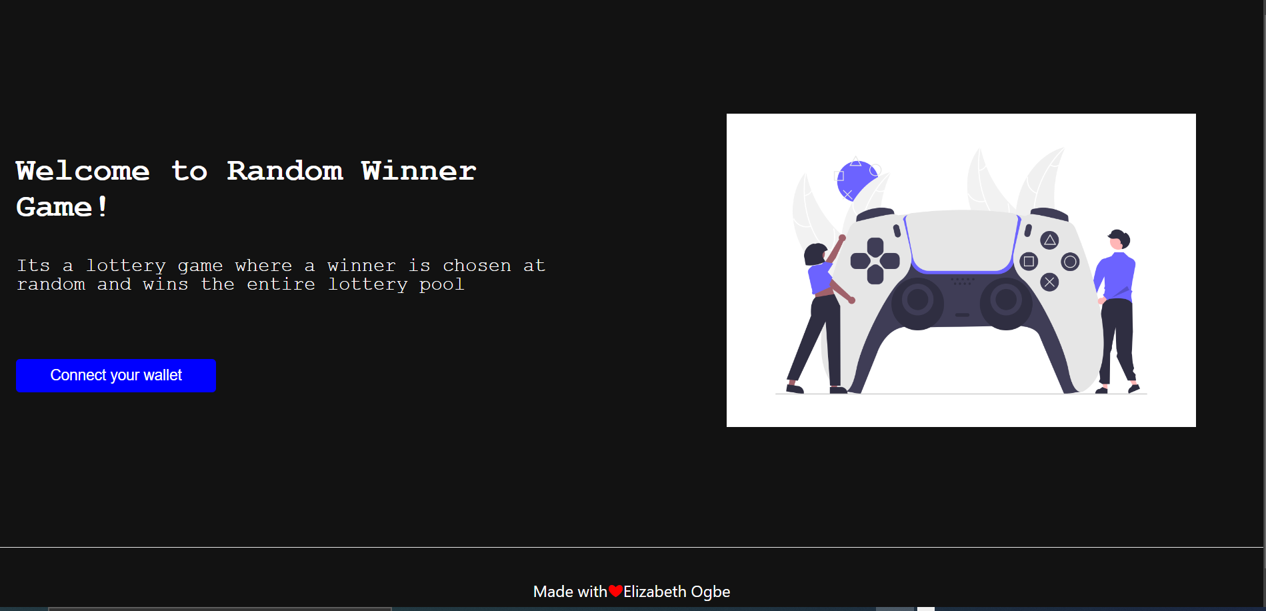 Welcome to Random Winner
Game!
Its a lottery game where a winner is chosen at
random and wins the entire lottery pool
Connect your wallet
Made with❤Elizabeth Ogbe